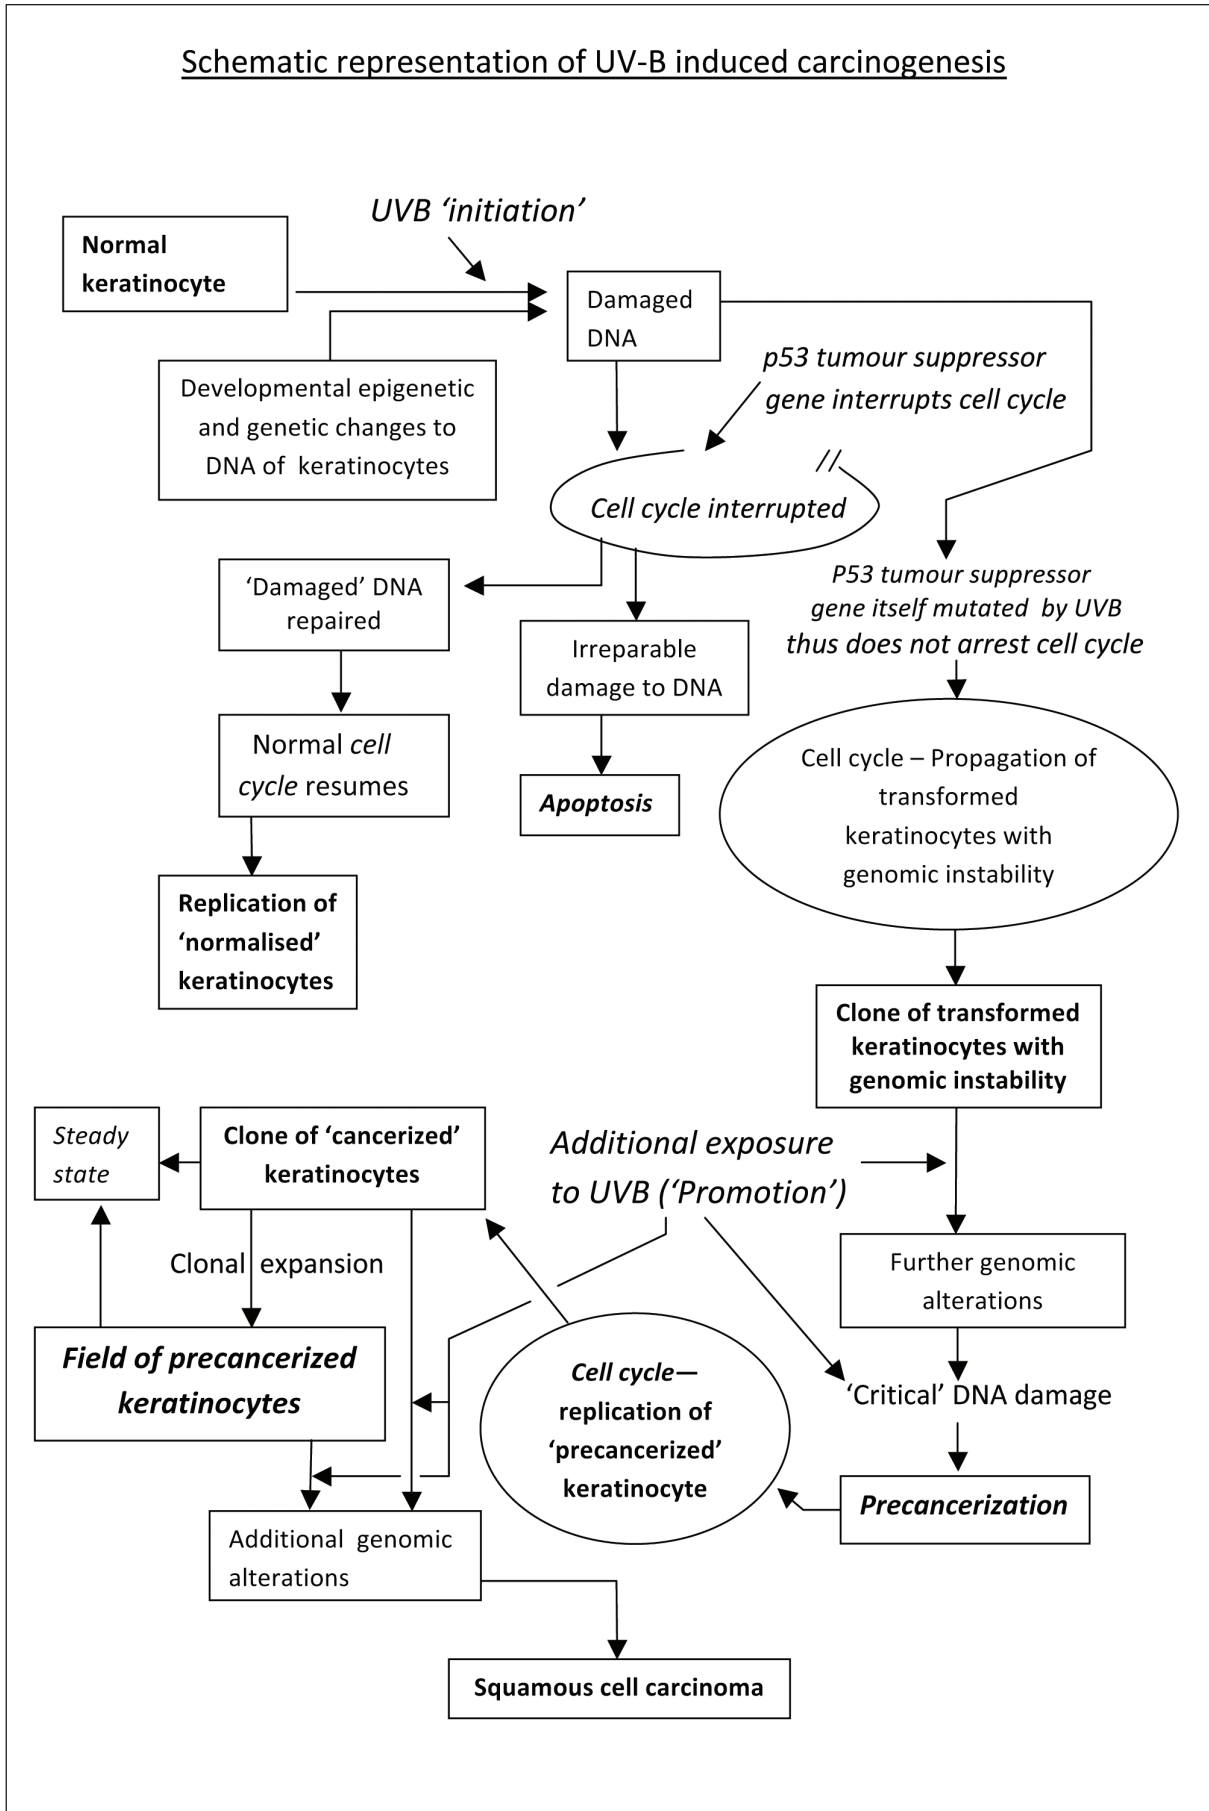 Schematic representation of UV-B induced carcinogenesis
UVB ‘initiation’
Normal
keratinocyte
Damaged
DNA
p53 tumour suppressor
gene interrupts cell cycle
Developmental epigenetic
and genetic changes to
DNA of keratinocytes
//
Cell cycle interrupted
‘Damaged’ DNA
repaired
P53 tumour suppressor
gene itself mutated by UVB
thus does not arrest cell cycle
Irreparable
damage to DNA
Normal cell
cycle resumes
Apoptosis
Cell cycle – Propagation of
transformed
keratinocytes with
genomic instability
Replication of
‘normalised’
keratinocytes
Clone of transformed
keratinocytes with
genomic instability
Steady
state
Clone of ‘cancerized’
keratinocytes
Additional exposure
to UVB (‘Promotion’)
Clonal expansion
Further genomic
alterations
Field of precancerized
keratinocytes
Cell cycle—
replication of
‘precancerized’
keratinocyte
‘Critical’ DNA damage
Precancerization
Additional genomic
alterations
Squamous cell carcinoma